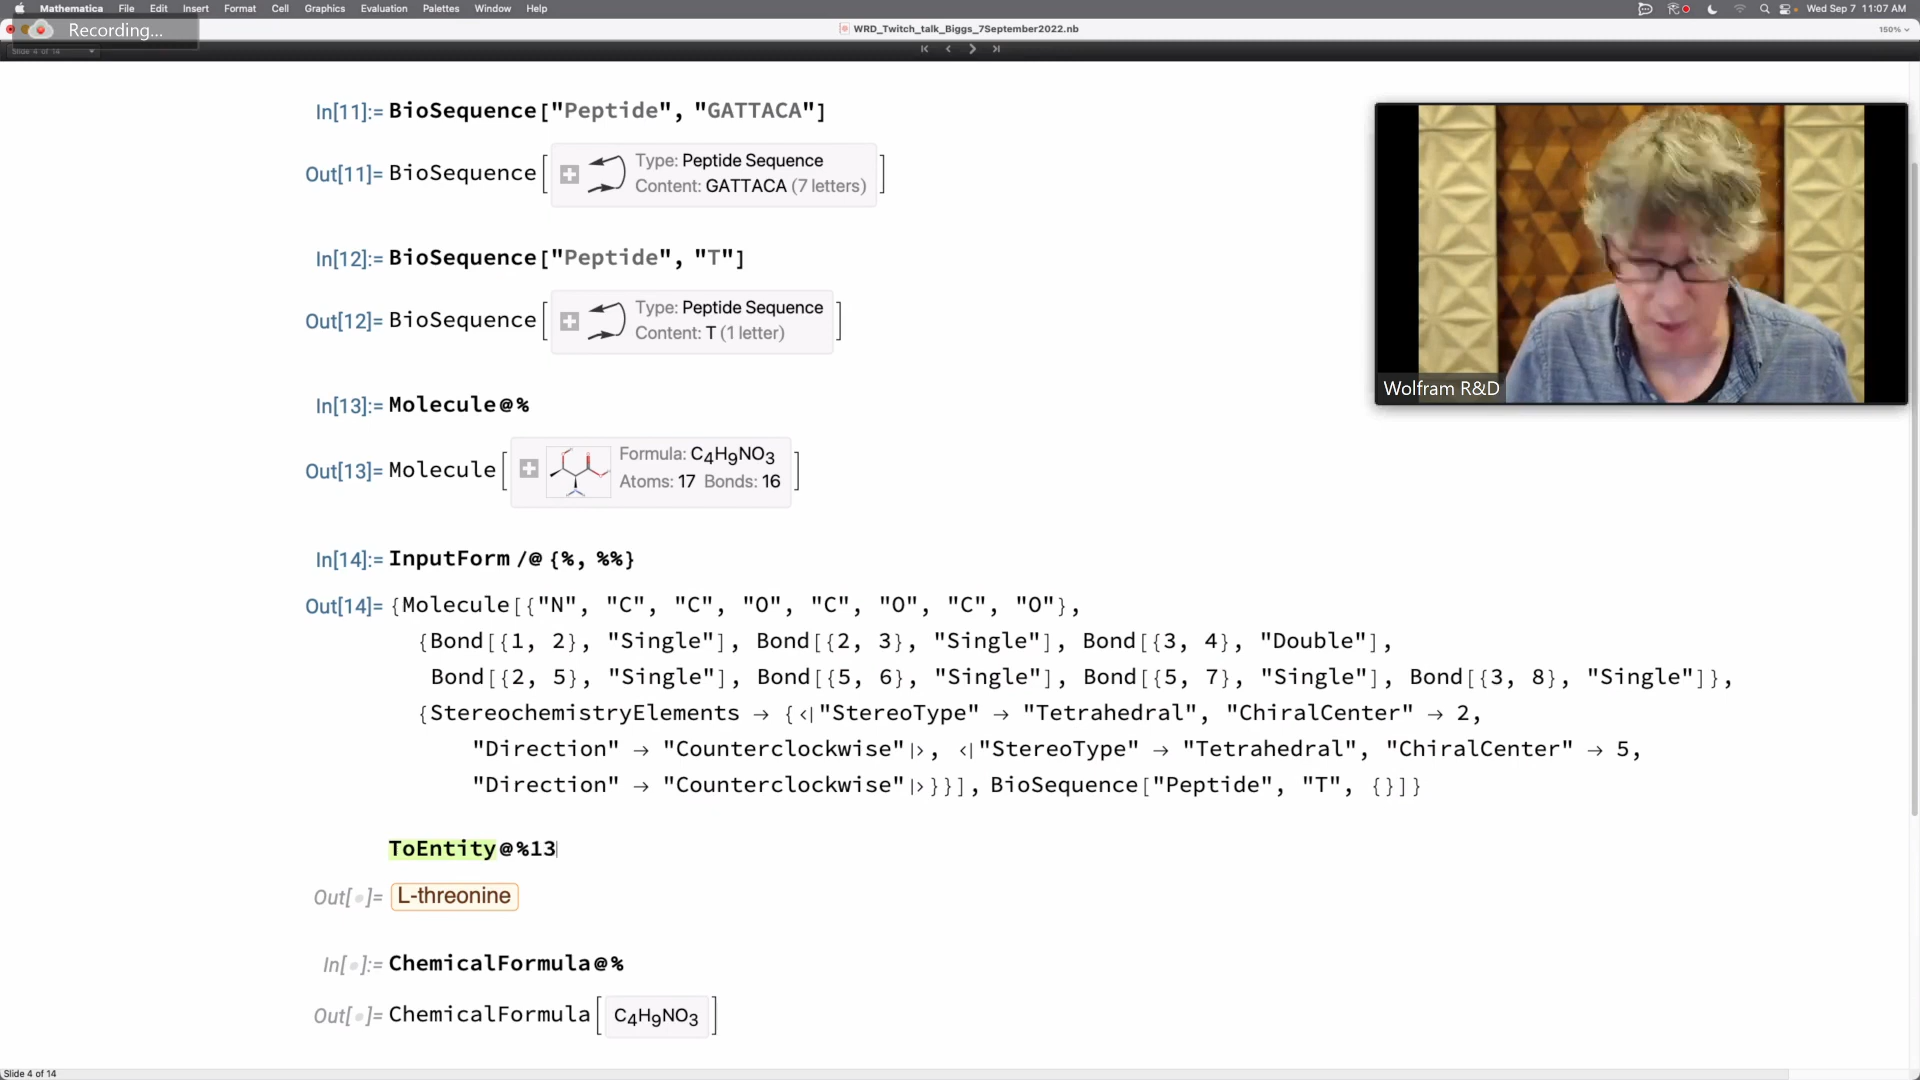 Mathematica File Edit Insert Format Cell Graphics Evaluation Palettes Window Help
Wed Sep 7 11:07 AM
Recording...
WRD_Twitch_talk_Biggs_7September2022.nb
150%
Slide 4 of 14
In[11]:= BioSequence["Peptide", "GATTACA"]
Out[11]= BioSequence[
Type: Peptide Sequence
Content: GATTACA (7 letters)
]
In[12]:= BioSequence["Peptide", "T"]
Out[12]= BioSequence[
Type: Peptide Sequence
Content: T (1 letter)
]
In[13]:= Molecule@%
Out[13]= Molecule[
Formula: C4H9NO3
Atoms: 17 Bonds: 16
]
In[14]:= InputForm /@ {%, %%}
Out[14]= {Molecule[{"N", "C", "C", "O", "C", "O", "C", "O"},
{Bond[{1, 2}, "Single"], Bond[{2, 3}, "Single"], Bond[{3, 4}, "Double"],
Bond[{2, 5}, "Single"], Bond[{5, 6}, "Single"], Bond[{5, 7}, "Single"], Bond[{3, 8}, "Single"]},
{StereochemistryElements → {<|"StereoType" → "Tetrahedral", "ChiralCenter" → 2,
"Direction" → "Counterclockwise"|>, <|"StereoType" → "Tetrahedral", "ChiralCenter" → 5,
"Direction" → "Counterclockwise"|>}}], BioSequence["Peptide", "T", {}]}
ToEntity@%13
Out[•]= L-threonine
In[•]:= ChemicalFormula@%
Out[•]= ChemicalFormula[ C4H9NO3 ]
Wolfram R&D
Slide 4 of 14